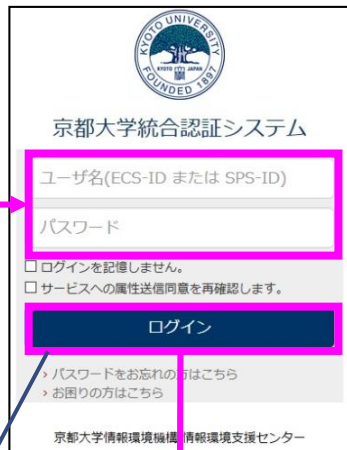 KYOTO UNIVERSITY
KYOTO JAPAN
FOUNDED 1897
京都大学統合認証システム
ユーザ名(ECS-ID または SPS-ID)
パスワード
ログインを記憶しません。
サービスへの属性送信同意を再確認します。
ログイン
› パスワードをお忘れの方はこちら
› お困りの方はこちら
京都大学情報環境機構 情報環境支援センター